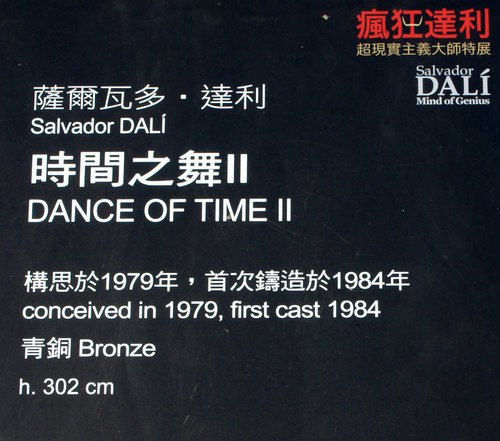 瘋狂達利
超現實主義大師特展
Salvador
DALÍ
Mind of Genius
薩爾瓦多·達利
Salvador DALÍ
時間之舞II
DANCE OF TIME II
構思於1979年，首次鑄造於1984年
conceived in 1979, first cast 1984
青銅 Bronze
h. 302 cm